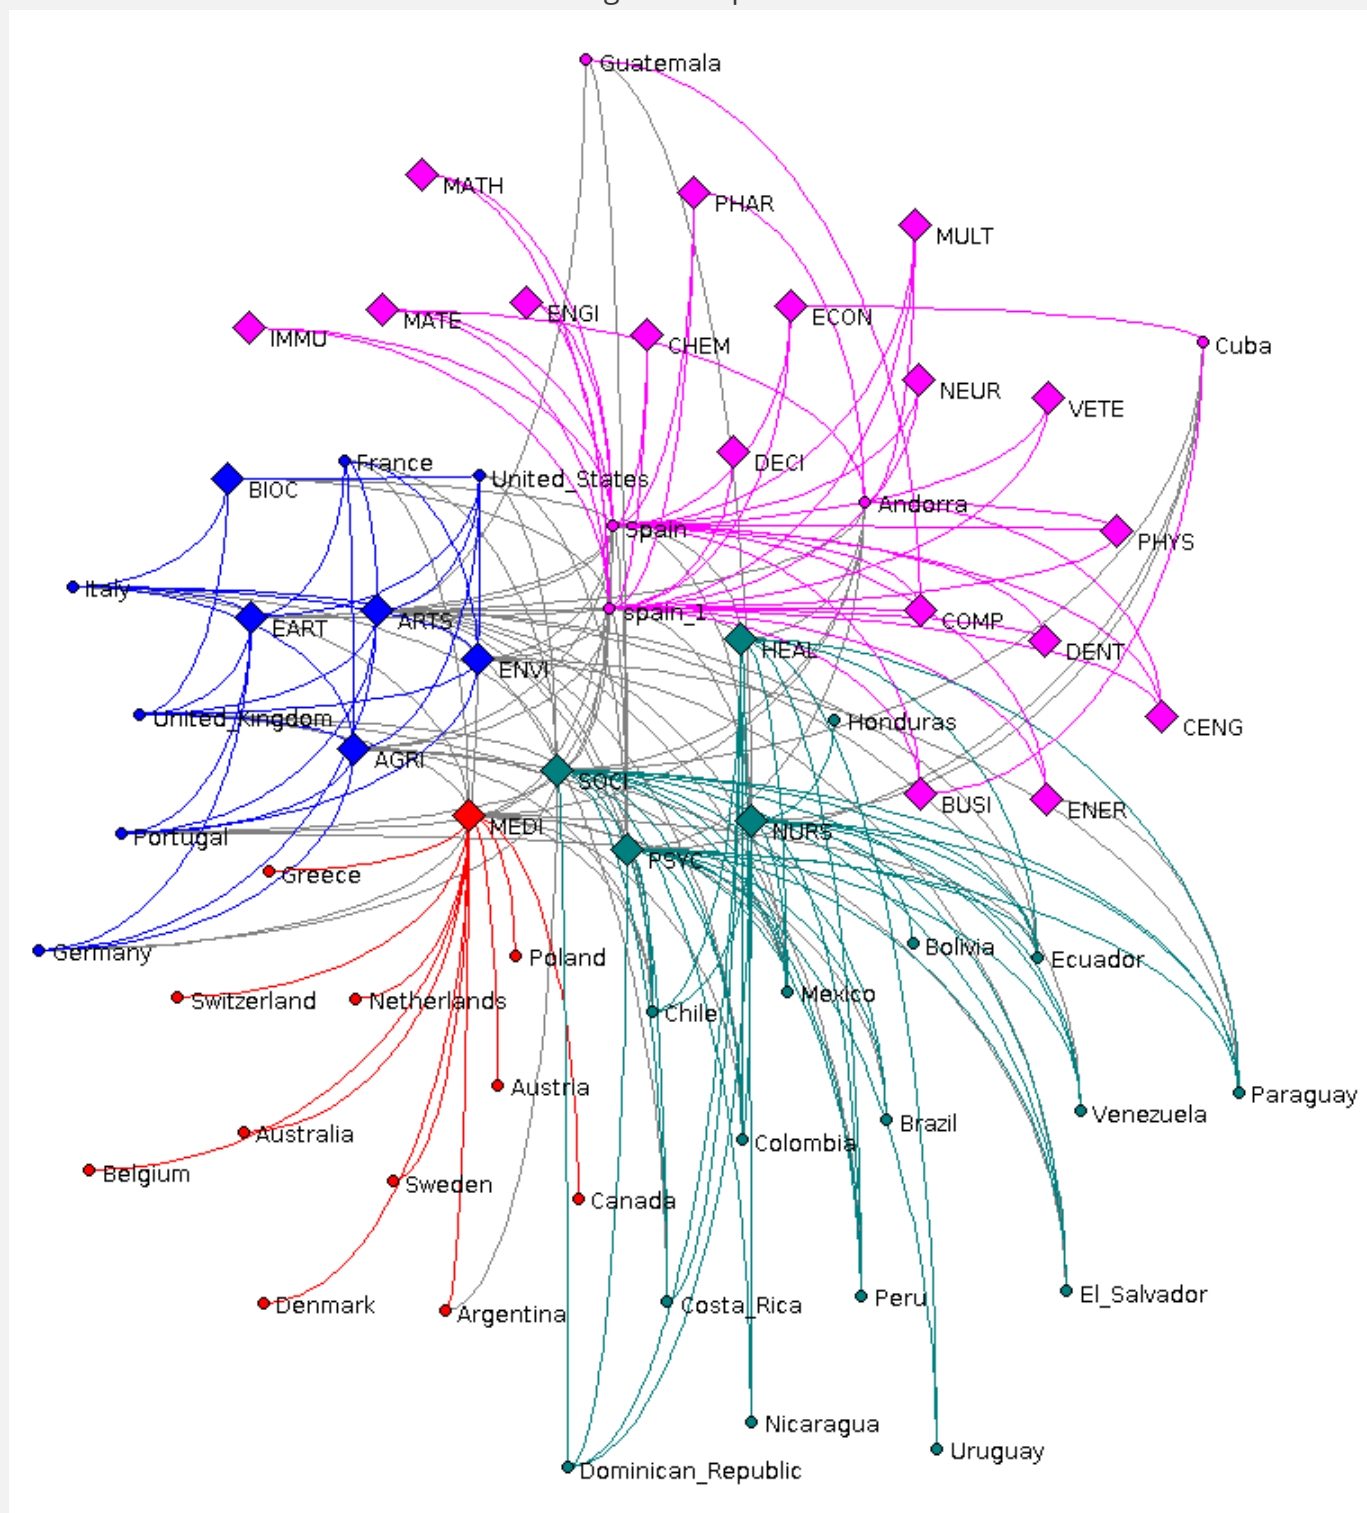 Guatemala
MATH
PHAR
MULT
ENGI
ECON
MATE
IMMU
CHEM
Cuba
NEUR
VETE
France
DECI
United_States
BIOC
Andorra
Spain
PHYS
Italy
spain_1
ARTS
COMP
EART
HEAL
DENT
ENVI
United_Kingdom
Honduras
CENG
AGRI
SOCI
BUSI
ENER
MEDI
NURS
Portugal
PSYC
Greece
Bolivia
Germany
Poland
Ecuador
Mexico
Switzerland
Netherlands
Chile
Austria
Paraguay
Venezuela
Brazil
Australia
Colombia
Belgium
Sweden
Canada
El_Salvador
Peru
Denmark
Costa_Rica
Argentina
Nicaragua
Uruguay
Dominican_Republic